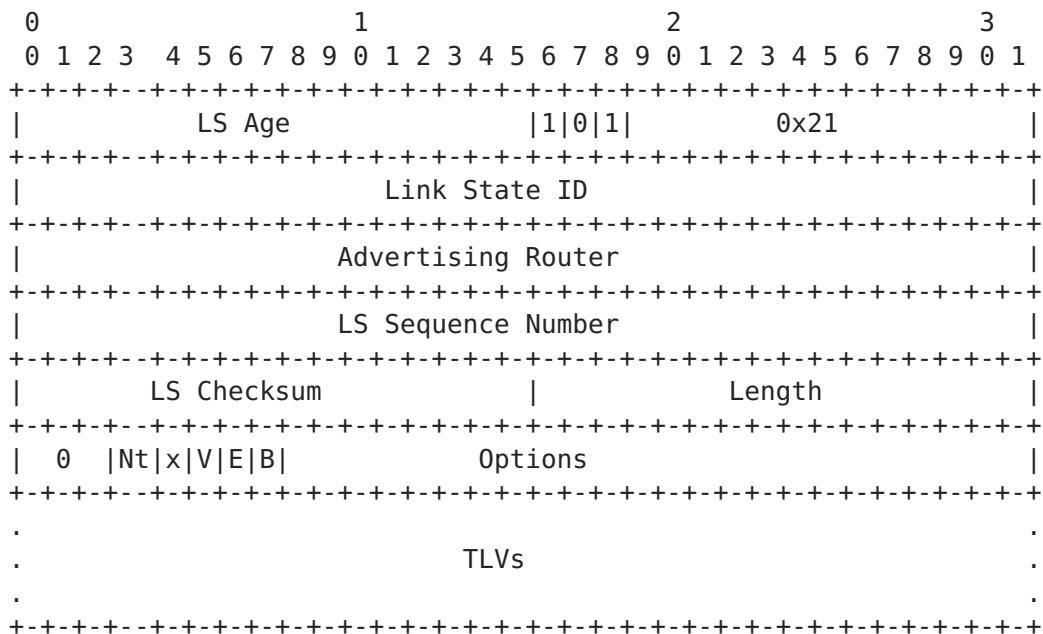 0                    1                   2                   3
 0 1 2 3  4 5 6 7 8 9 0 1 2 3 4 5 6 7 8 9 0 1 2 3 4 5 6 7 8 9 0 1
+-+-+-+--+-+-+-+-+-+-+-+-+-+-+-+-+-+-+-+-+-+-+-+-+-+-+-+-+-+-+-+-+
|           LS Age               |1|0|1|         0x21            |
+-+-+-+--+-+-+-+-+-+-+-+-+-+-+-+-+-+-+-+-+-+-+-+-+-+-+-+-+-+-+-+-+
|                       Link State ID                            |
+-+-+-+--+-+-+-+-+-+-+-+-+-+-+-+-+-+-+-+-+-+-+-+-+-+-+-+-+-+-+-+-+
|                    Advertising Router                          |
+-+-+-+--+-+-+-+-+-+-+-+-+-+-+-+-+-+-+-+-+-+-+-+-+-+-+-+-+-+-+-+-+
|                    LS Sequence Number                          |
+-+-+-+--+-+-+-+-+-+-+-+-+-+-+-+-+-+-+-+-+-+-+-+-+-+-+-+-+-+-+-+-+
|        LS Checksum             |            Length             |
+-+-+-+--+-+-+-+-+-+-+-+-+-+-+-+-+-+-+-+-+-+-+-+-+-+-+-+-+-+-+-+-+
|  0  |Nt|x|V|E|B|            Options                            |
+-+-+-+--+-+-+-+-+-+-+-+-+-+-+-+-+-+-+-+-+-+-+-+-+-+-+-+-+-+-+-+-+
.                                                                .
.                            TLVs                                .
.                                                                .
+-+-+-+--+-+-+-+-+-+-+-+-+-+-+-+-+-+-+-+-+-+-+-+-+-+-+-+-+-+-+-+-+